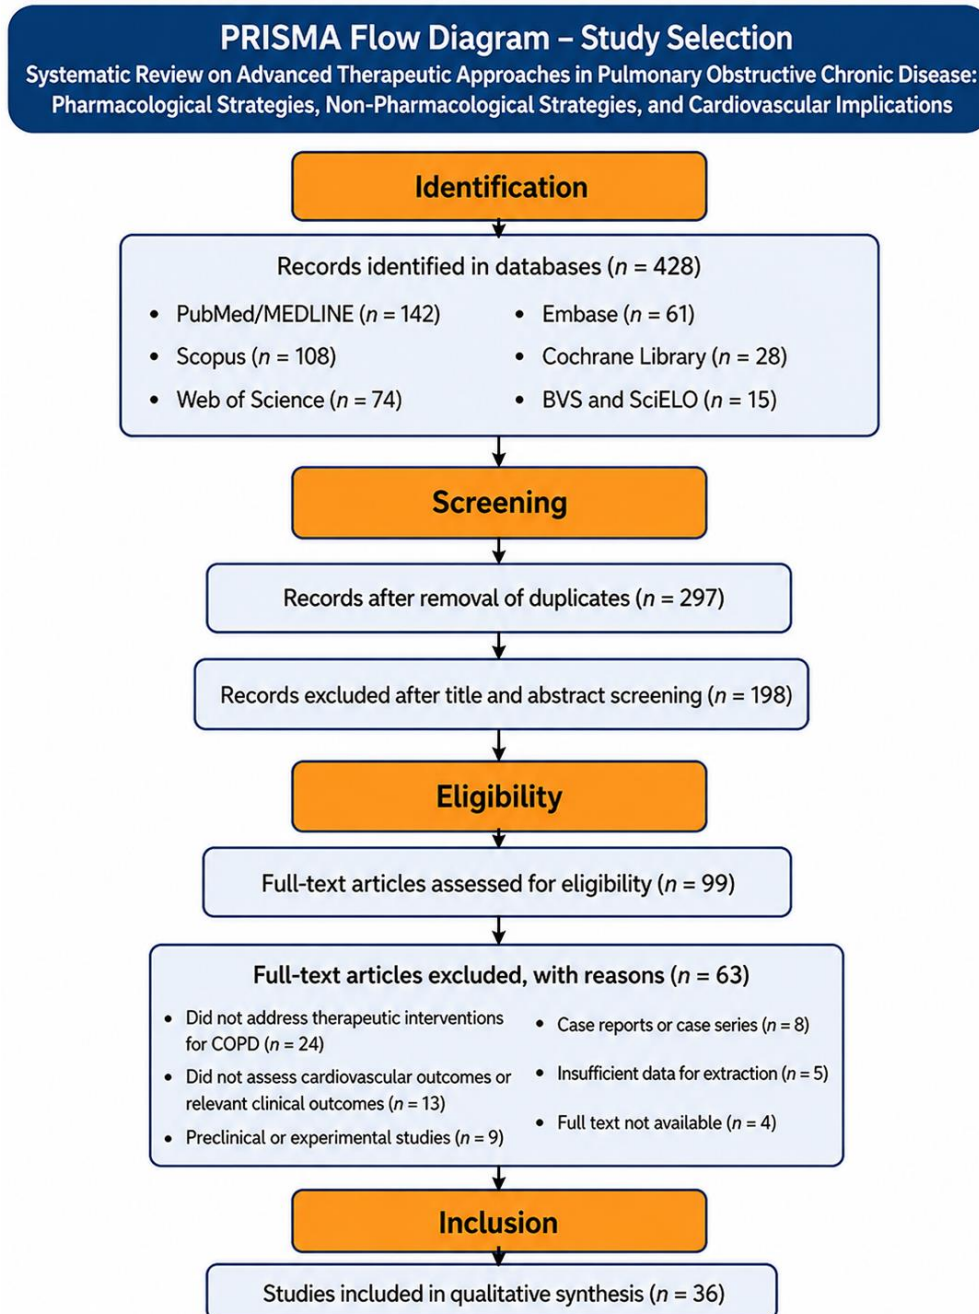 PRISMA Flow Diagram – Study Selection
Systematic Review on Advanced Therapeutic Approaches in Pulmonary Obstructive Chronic Disease:
Pharmacological Strategies, Non-Pharmacological Strategies, and Cardiovascular Implications
Identification
Records identified in databases (n = 428)
• PubMed/MEDLINE (n = 142)
• Scopus (n = 108)
• Web of Science (n = 74)
• Embase (n = 61)
• Cochrane Library (n = 28)
• BVS and SciELO (n = 15)
Screening
Records after removal of duplicates (n = 297)
Records excluded after title and abstract screening (n = 198)
Eligibility
Full-text articles assessed for eligibility (n = 99)
Full-text articles excluded, with reasons (n = 63)
• Did not address therapeutic interventions
for COPD (n = 24)
• Did not assess cardiovascular outcomes or
relevant clinical outcomes (n = 13)
• Preclinical or experimental studies (n = 9)
• Case reports or case series (n = 8)
• Insufficient data for extraction (n = 5)
• Full text not available (n = 4)
Inclusion
Studies included in qualitative synthesis (n = 36)